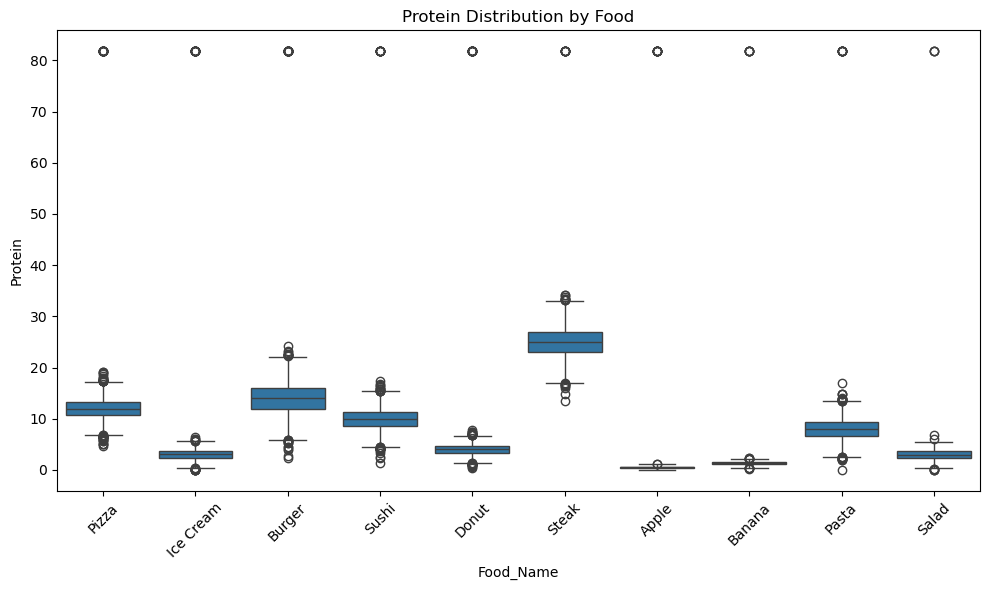 Protein Distribution by Food
Protein
80
70
60
50
40
30
20
10
0
Pizza
Ice Cream
Burger
Sushi
Donut
Steak
Apple
Banana
Pasta
Salad
Food_Name